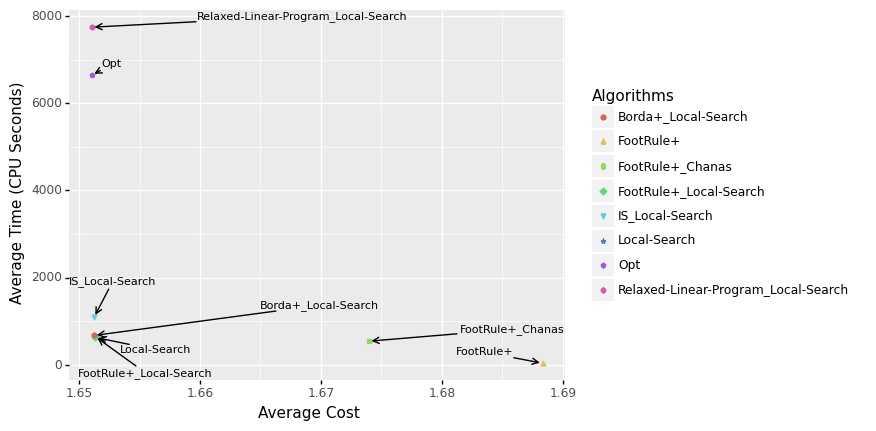 Relaxed-Linear-Program_Local-Search
Opt
IS_Local-Search
Borda+_Local-Search
FootRule+_Chanas
Local-Search
FootRule+
FootRule+_Local-Search
8000
6000
4000
2000
0
1.65
1.66
1.67
1.68
1.69
Average Time (CPU Seconds)
Average Cost
Algorithms
Borda+_Local-Search
FootRule+
FootRule+_Chanas
FootRule+_Local-Search
IS_Local-Search
Local-Search
Opt
Relaxed-Linear-Program_Local-Search